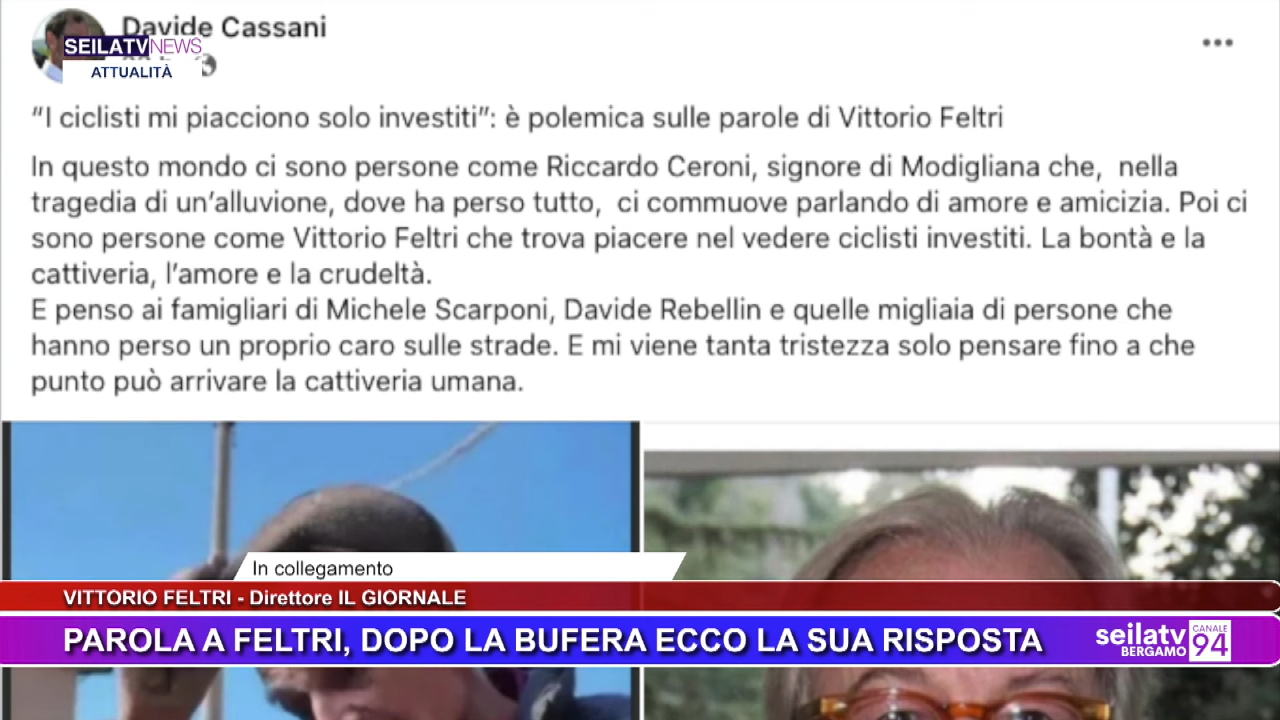 Davide Cassani
SEILATV NEWS
ATTUALITÀ
“I ciclisti mi piacciono solo investiti”: è polemica sulle parole di Vittorio Feltri
In questo mondo ci sono persone come Riccardo Ceroni, signore di Modigliana che, nella
tragedia di un’alluvione, dove ha perso tutto, ci commuove parlando di amore e amicizia. Poi ci
sono persone come Vittorio Feltri che trova piacere nel vedere ciclisti investiti. La bontà e la
cattiveria, l’amore e la crudeltà.
E penso ai famigliari di Michele Scarponi, Davide Rebellin e quelle migliaia di persone che
hanno perso un proprio caro sulle strade. E mi viene tanta tristezza solo pensare fino a che
punto può arrivare la cattiveria umana.
In collegamento
VITTORIO FELTRI - Direttore IL GIORNALE
PAROLA A FELTRI, DOPO LA BUFERA ECCO LA SUA RISPOSTA
seilatv
BERGAMO
CANALE
94